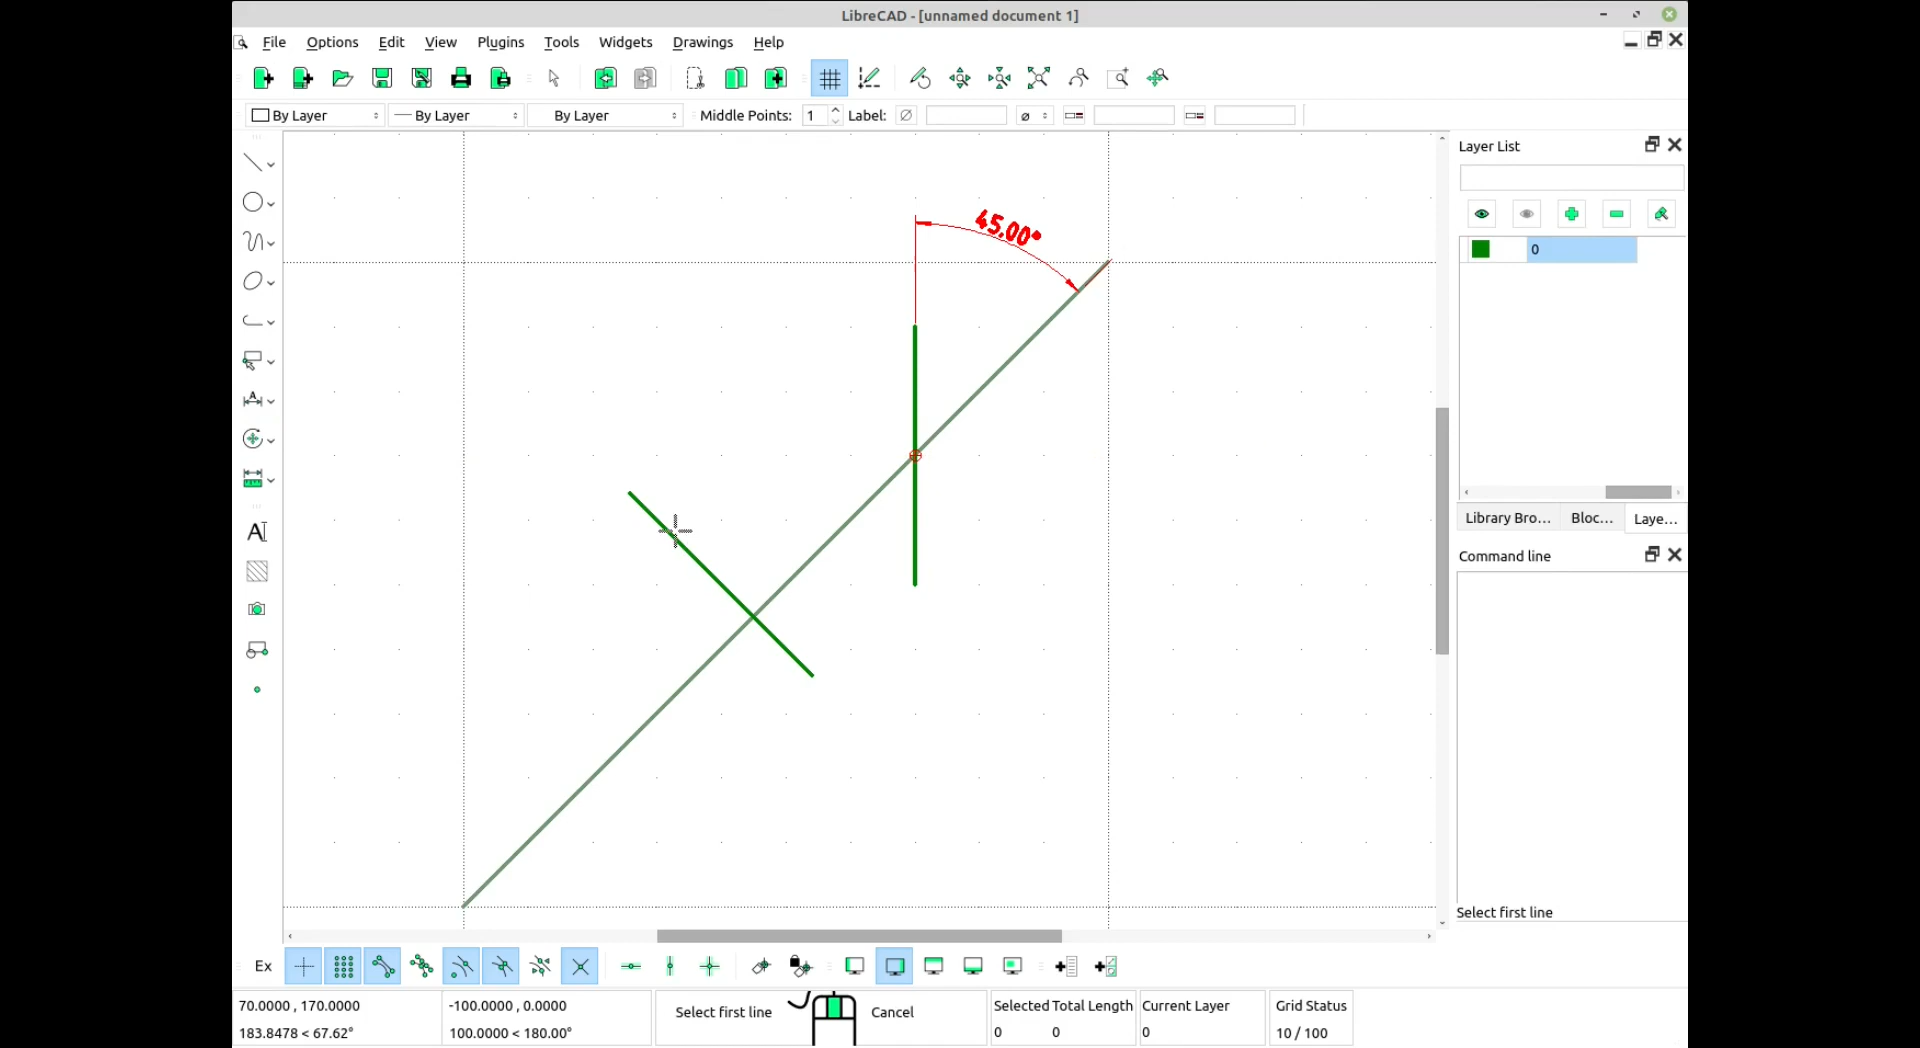 LibreCAD - [unnamed document 1]
File Options Edit View Plugins Tools Widgets Drawings Help
By Layer By Layer By Layer Middle Points: 1 Label:
Layer List
0
45.00°
Library Bro... Bloc... Laye...
Command line
Select first line
Ex
70.0000 , 170.0000
183.8478 < 67.62°
-100.0000 , 0.0000
100.0000 < 180.00°
Select first line
Cancel
Selected Total Length
0 0
Current Layer
0
Grid Status
10 / 100